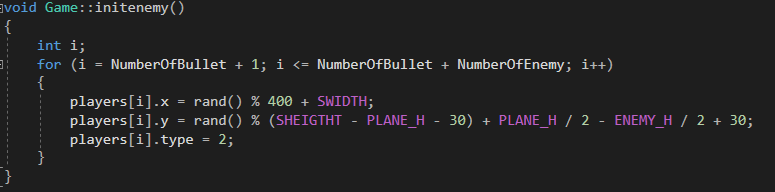 void Game::initenemy()
{
    int i;
    for (i = NumberOfBullet + 1; i <= NumberOfBullet + NumberOfEnemy; i++)
    {
        players[i].x = rand() % 400 + SWIDTH;
        players[i].y = rand() % (SHEIGTHT - PLANE_H - 30) + PLANE_H / 2 - ENEMY_H / 2 + 30;
        players[i].type = 2;
    }
}